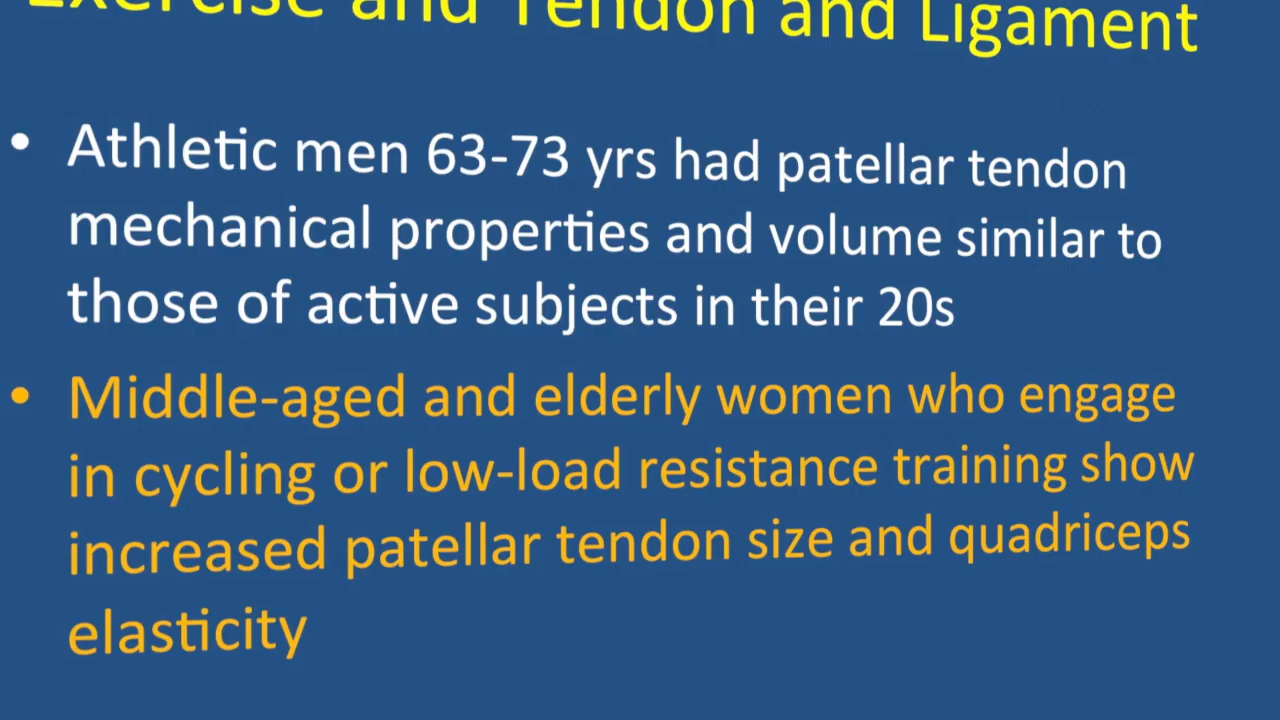 Exercise and Tendon and Ligament
• Athletic men 63-73 yrs had patellar tendon
mechanical properties and volume similar to
those of active subjects in their 20s
• Middle-aged and elderly women who engage
in cycling or low-load resistance training show
increased patellar tendon size and quadriceps
elasticity